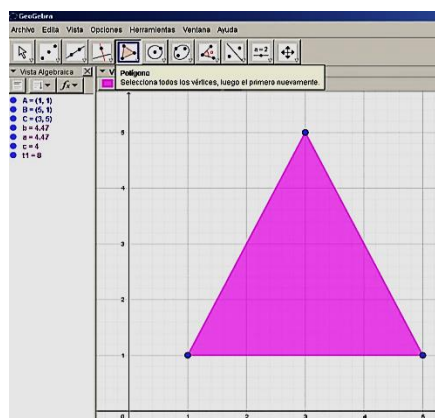 GeoGebra
Archivo Edita Vista Opciones Herramientas Ventana Ayuda
a=2
Polígono
Selecciona todos los vértices, luego el primero nuevamente.
Vista Algebraica
V
fx
A = (1, 1)
B = (5, 1)
C = (3, 5)
b = 4.47
a = 4.47
c = 4
t1 = 8
5
4
3
2
1
0 1 2 3 4 5